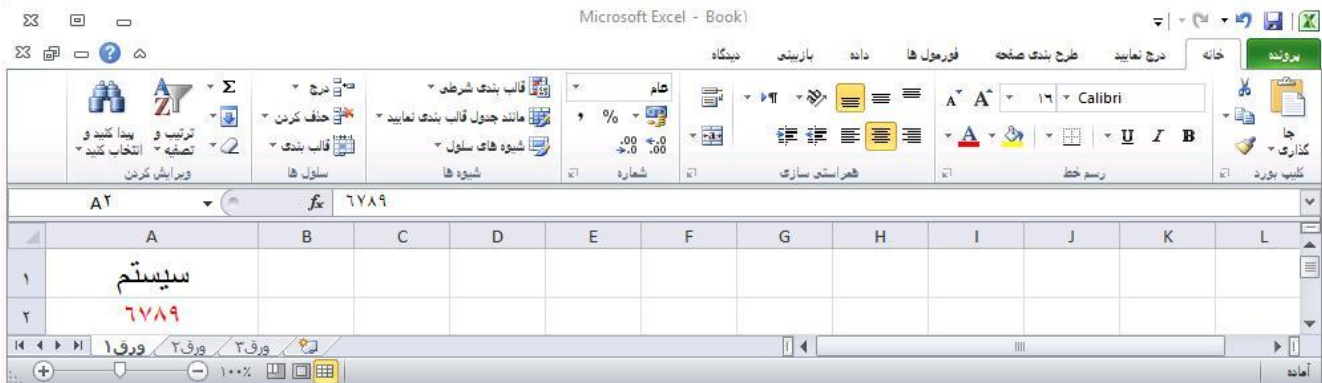 Microsoft Excel - Book۱
پرونده خانه درج نمایید طرح بندی صفحه فورمول ها داده بازبینی دیدگاه
جا گذاری
کلیپ بورد
Calibri ۱۲
B I U
رسم خط
همراستی سازی
عام
% ,
شماره
قالب بندی شرطی
مانند جدول قالب بندی نمایید
شیوه های سلول
شیوه ها
درج
حذف کردن
قالب بندی
سلول ها
Σ
ترتیب و تصفیه
پیدا کنید و انتخاب کنید
ویرایش کردن
A۲ fx ٦٧٨٩
A B C D E F G H I J K L
۱ سیستم
۲ ٦٧٨٩
ورق۱ ورق۲ ورق۳
آماده
۱۰۰٪